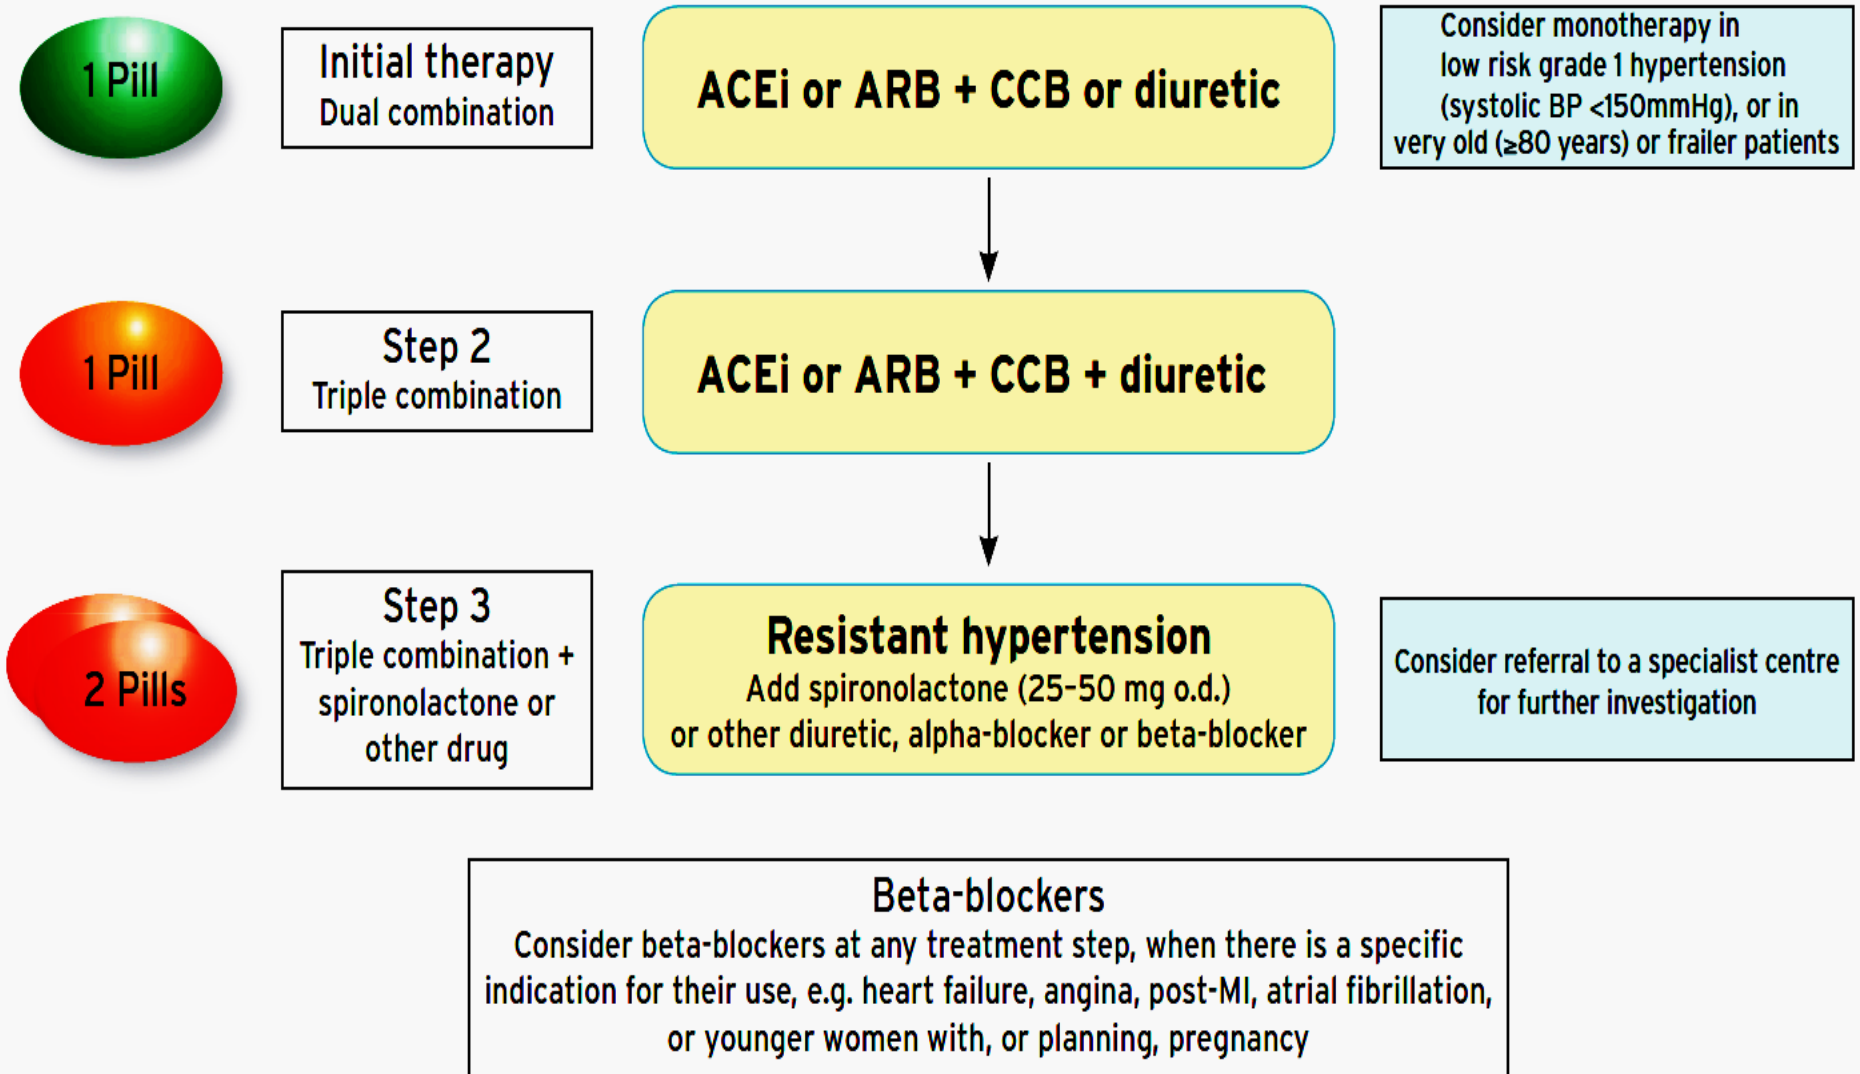 1 Pill
Initial therapy
Dual combination
ACEi or ARB + CCB or diuretic
Consider monotherapy in
low risk grade 1 hypertension
(systolic BP <150mmHg), or in
very old (≥80 years) or frailer patients
1 Pill
Step 2
Triple combination
ACEi or ARB + CCB + diuretic
2 Pills
Step 3
Triple combination +
spironolactone or
other drug
Resistant hypertension
Add spironolactone (25–50 mg o.d.)
or other diuretic, alpha-blocker or beta-blocker
Consider referral to a specialist centre
for further investigation
Beta-blockers
Consider beta-blockers at any treatment step, when there is a specific
indication for their use, e.g. heart failure, angina, post-MI, atrial fibrillation,
or younger women with, or planning, pregnancy